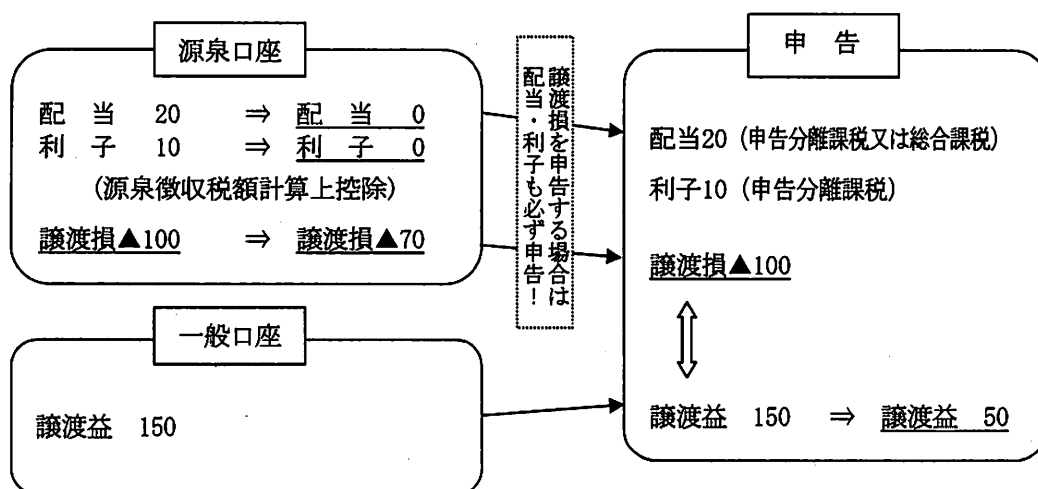 源泉口座
配 当 20 ⇒ 配 当 0
利 子 10 ⇒ 利 子 0
(源泉徴収税額計算上控除)
譲渡損▲100 ⇒ 譲渡損▲70
譲渡損を申告する場合は
配当・利子も必ず申告！
申 告
配当20 (申告分離課税又は総合課税)
利子10 (申告分離課税)
譲渡損▲100
譲渡益 150 ⇒ 譲渡益 50
一般口座
譲渡益 150